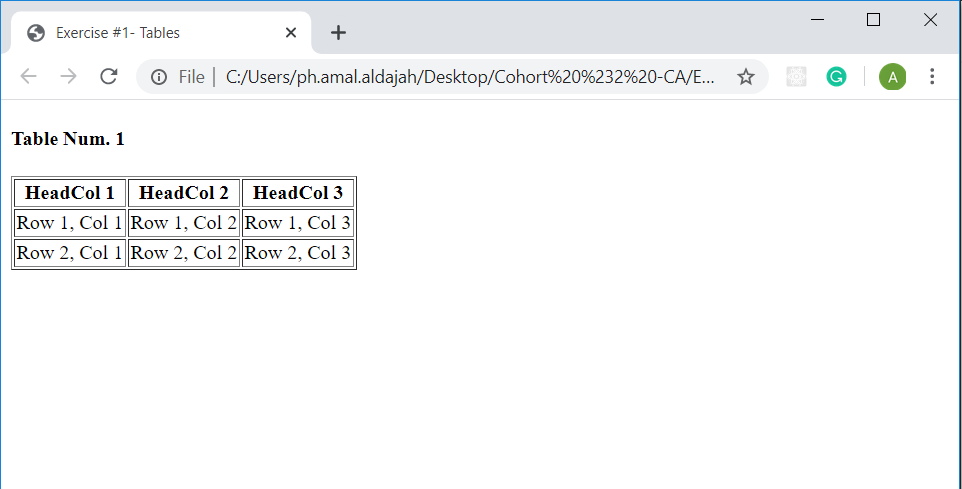 Exercise #1- Tables
File | C:/Users/ph.amal.aldajah/Desktop/Cohort%20%232%20-CA/E...
A
Table Num. 1
HeadCol 1 HeadCol 2 HeadCol 3
Row 1, Col 1 Row 1, Col 2 Row 1, Col 3
Row 2, Col 1 Row 2, Col 2 Row 2, Col 3